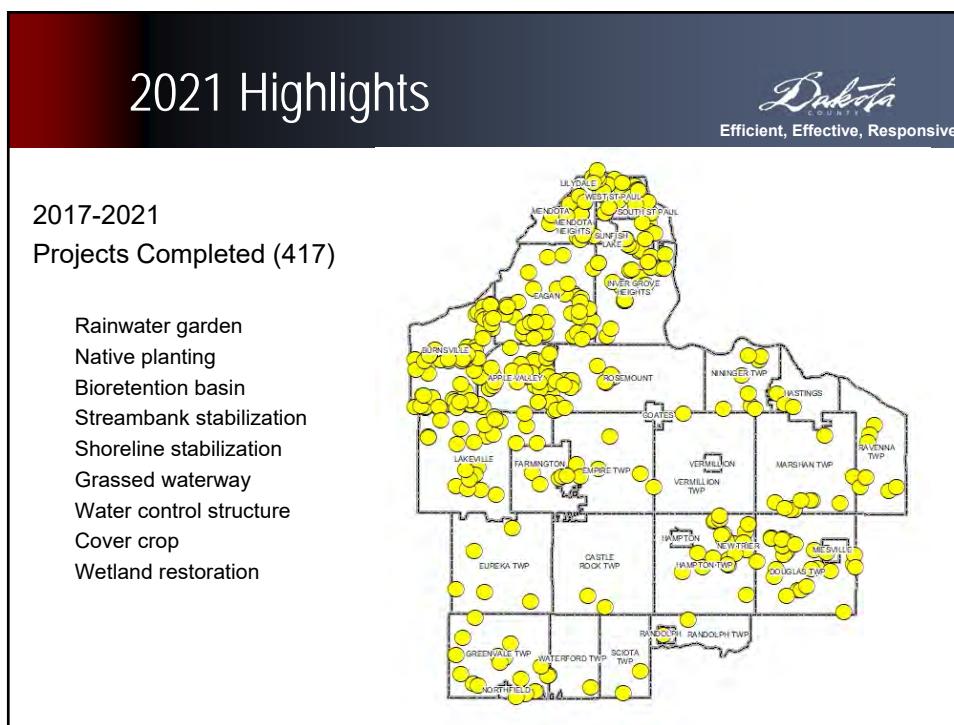 2021 Highlights
Dakota
COUNTY
Efficient, Effective, Responsive
2017-2021
Projects Completed (417)
Rainwater garden
Native planting
Bioretention basin
Streambank stabilization
Shoreline stabilization
Grassed waterway
Water control structure
Cover crop
Wetland restoration
LILYDALE
WEST ST PAUL
MENDOTA
SOUTH ST PAUL
MENDOTA
HEIGHTS
SUNFISH
LAKE
EAGAN
INVER GROVE
HEIGHTS
BURNSVILLE
APPLE VALLEY
ROSEMOUNT
NININGER TWP
HASTINGS
COATES
LAKEVILLE
FARMINGTON
EMPIRE TWP
VERMILLION
VERMILLION
TWP
MARSHAN TWP
RAVENNA
TWP
EUREKA TWP
CASTLE
ROCK TWP
HAMPTON
NEW TRIER
HAMPTON TWP
MIESVILLE
DOUGLAS TWP
GREENVALE TWP
WATERFORD TWP
SCIOTA
TWP
RANDOLPH
RANDOLPH TWP
NORTHFIELD